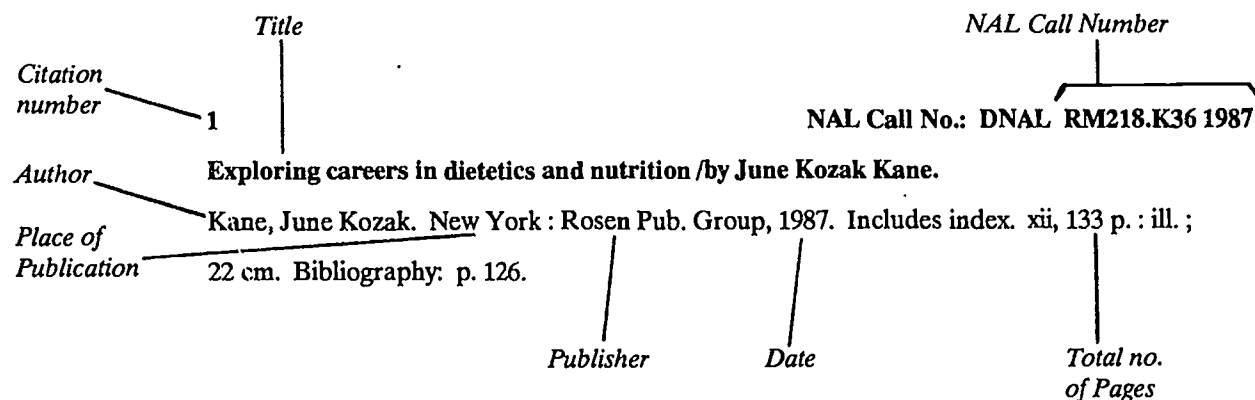 Title
NAL Call Number
Citation
number
1
NAL Call No.: DNAL RM218.K36 1987
Exploring careers in dietetics and nutrition /by June Kozak Kane.
Author
Kane, June Kozak. New York : Rosen Pub. Group, 1987. Includes index. xii, 133 p. : ill. ;
Place of
Publication
22 cm. Bibliography: p. 126.
Publisher
Date
Total no.
of Pages